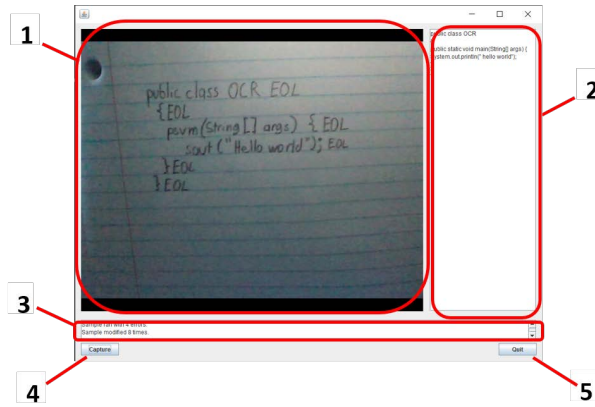 1
public class OCR EOL
{EOL
psvm(String[] args) { EOL
sout("Hello world"); EOL
}EOL
}EOL
public class OCR
public static void main(String[] args) {
System.out.println(" hello world");
2
3
Sample ran with 4 errors.
Sample modified 8 times.
Capture
Quit
4
5